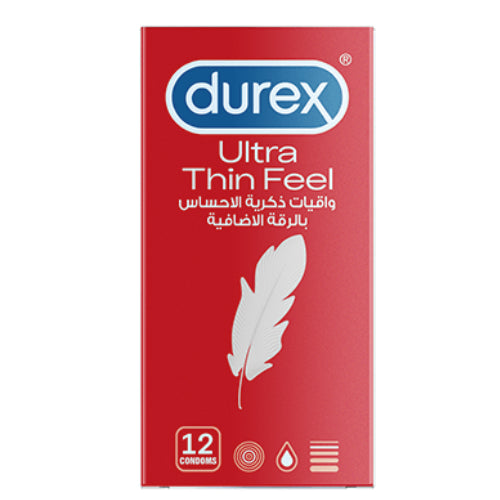 durex®
Ultra
Thin Feel
واقيات ذكرية الاحساس
بالرقة الاضافية
12
CONDOMS